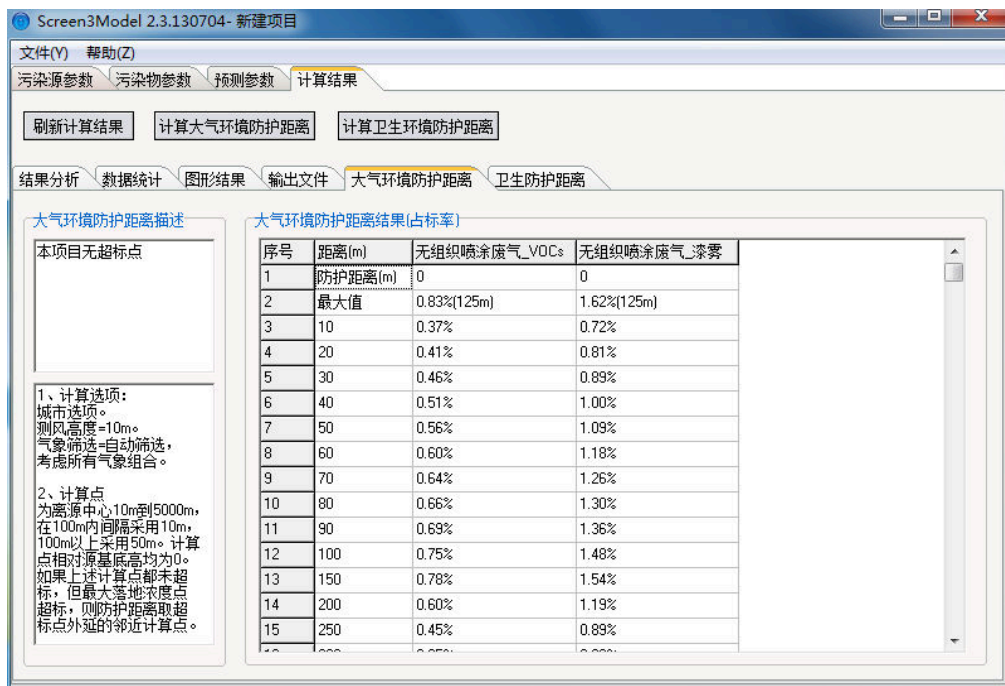 Screen3Model 2.3.130704- 新建项目
文件(Y) 帮助(Z)
污染源参数 污染物参数 预测参数 计算结果
刷新计算结果 计算大气环境防护距离 计算卫生环境防护距离
结果分析 数据统计 图形结果 输出文件 大气环境防护距离 卫生防护距离
大气环境防护距离描述
本项目无超标点
1、计算选项:
城市选项。
测风高度=10m。
气象筛选=自动筛选,
考虑所有气象组合。
2、计算点
为离源中心10m到5000m,
在100m内间隔采用10m,
100m以上采用50m。计算
点相对源基底高均为0。
如果上述计算点都未超
标,但最大落地浓度点
超标,则防护距离取超
标点外延的邻近计算点。
大气环境防护距离结果(占标率)
序号 距离(m) 无组织喷涂废气_VOCs 无组织喷涂废气_漆雾
1 防护距离(m) 0 0
2 最大值 0.83%(125m) 1.62%(125m)
3 10 0.37% 0.72%
4 20 0.41% 0.81%
5 30 0.46% 0.89%
6 40 0.51% 1.00%
7 50 0.56% 1.09%
8 60 0.60% 1.18%
9 70 0.64% 1.26%
10 80 0.66% 1.30%
11 90 0.69% 1.36%
12 100 0.75% 1.48%
13 150 0.78% 1.54%
14 200 0.60% 1.19%
15 250 0.45% 0.89%